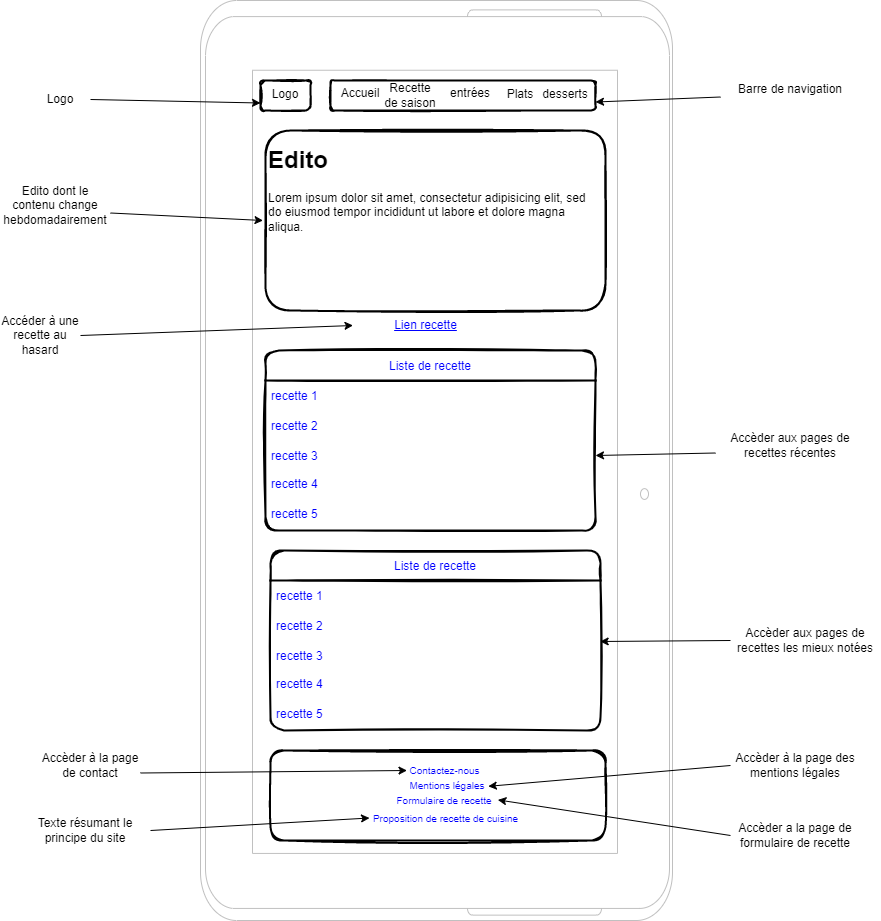 Logo
Logo
Accueil
Recette
de saison
entrées
Plats
desserts
Barre de navigation
Edito
Lorem ipsum dolor sit amet, consectetur adipisicing elit, sed
do eiusmod tempor incididunt ut labore et dolore magna
aliqua.
Edito dont le
contenu change
hebdomadairement
Accéder à une
recette au
hasard
Lien recette
Liste de recette
recette 1
recette 2
recette 3
recette 4
recette 5
Accèder aux pages de
recettes récentes
Liste de recette
recette 1
recette 2
recette 3
recette 4
recette 5
Accèder aux pages de
recettes les mieux notées
Accèder à la page
de contact
Contactez-nous
Mentions légales
Formulaire de recette
Proposition de recette de cuisine
Accèder à la page des
mentions légales
Texte résumant le
principe du site
Accèder a la page de
formulaire de recette